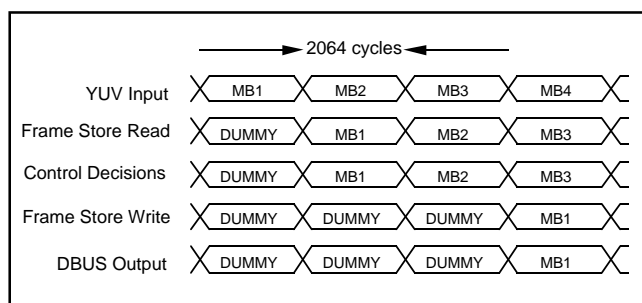 2064 cycles
YUV Input MB1 MB2 MB3 MB4
Frame Store Read DUMMY MB1 MB2 MB3
Control Decisions DUMMY MB1 MB2 MB3
Frame Store Write DUMMY DUMMY DUMMY MB1
DBUS Output DUMMY DUMMY DUMMY MB1